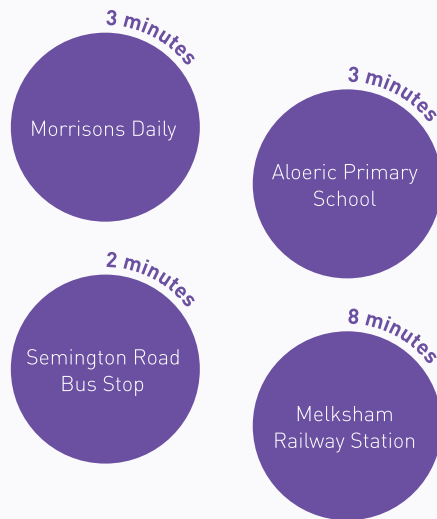 3 minutes
Morrisons Daily
3 minutes
Aloeric Primary
School
2 minutes
Semington Road
Bus Stop
8 minutes
Melksham
Railway Station